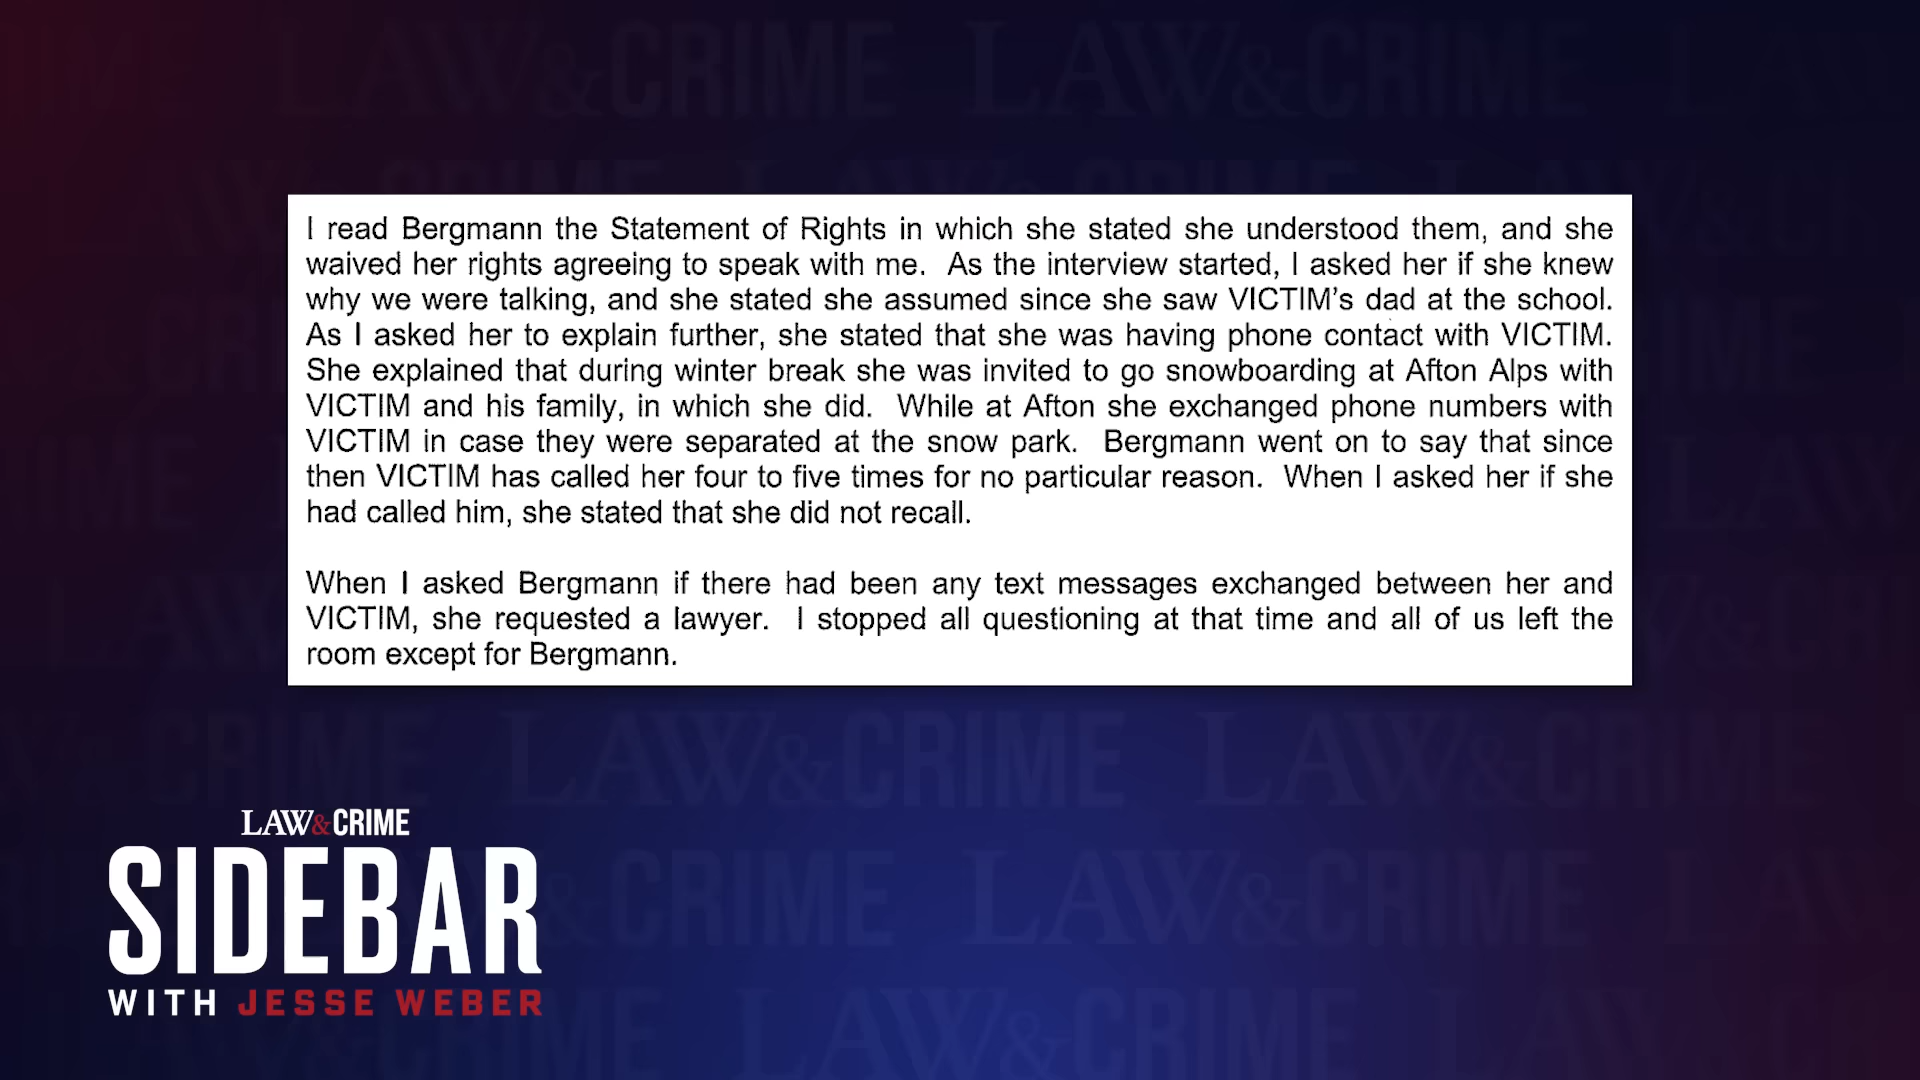 I read Bergmann the Statement of Rights in which she stated she understood them, and she
waived her rights agreeing to speak with me. As the interview started, I asked her if she knew
why we were talking, and she stated she assumed since she saw VICTIM's dad at the school.
As I asked her to explain further, she stated that she was having phone contact with VICTIM.
She explained that during winter break she was invited to go snowboarding at Afton Alps with
VICTIM and his family, in which she did. While at Afton she exchanged phone numbers with
VICTIM in case they were separated at the snow park. Bergmann went on to say that since
then VICTIM has called her four to five times for no particular reason. When I asked her if she
had called him, she stated that she did not recall.
When I asked Bergmann if there had been any text messages exchanged between her and
VICTIM, she requested a lawyer. I stopped all questioning at that time and all of us left the
room except for Bergmann.
LAW&CRIME
SIDEBAR
WITH JESSE WEBER